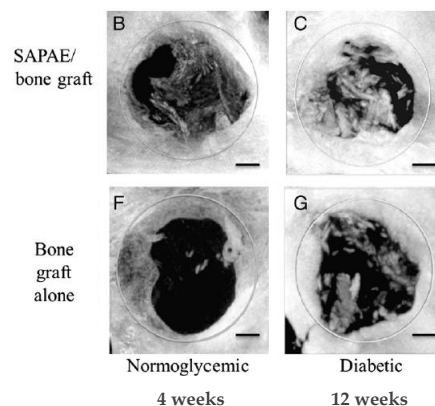 B
C
SAPAE/
bone graft
F
G
Bone
graft
alone
Normoglycemic
Diabetic
4 weeks
12 weeks